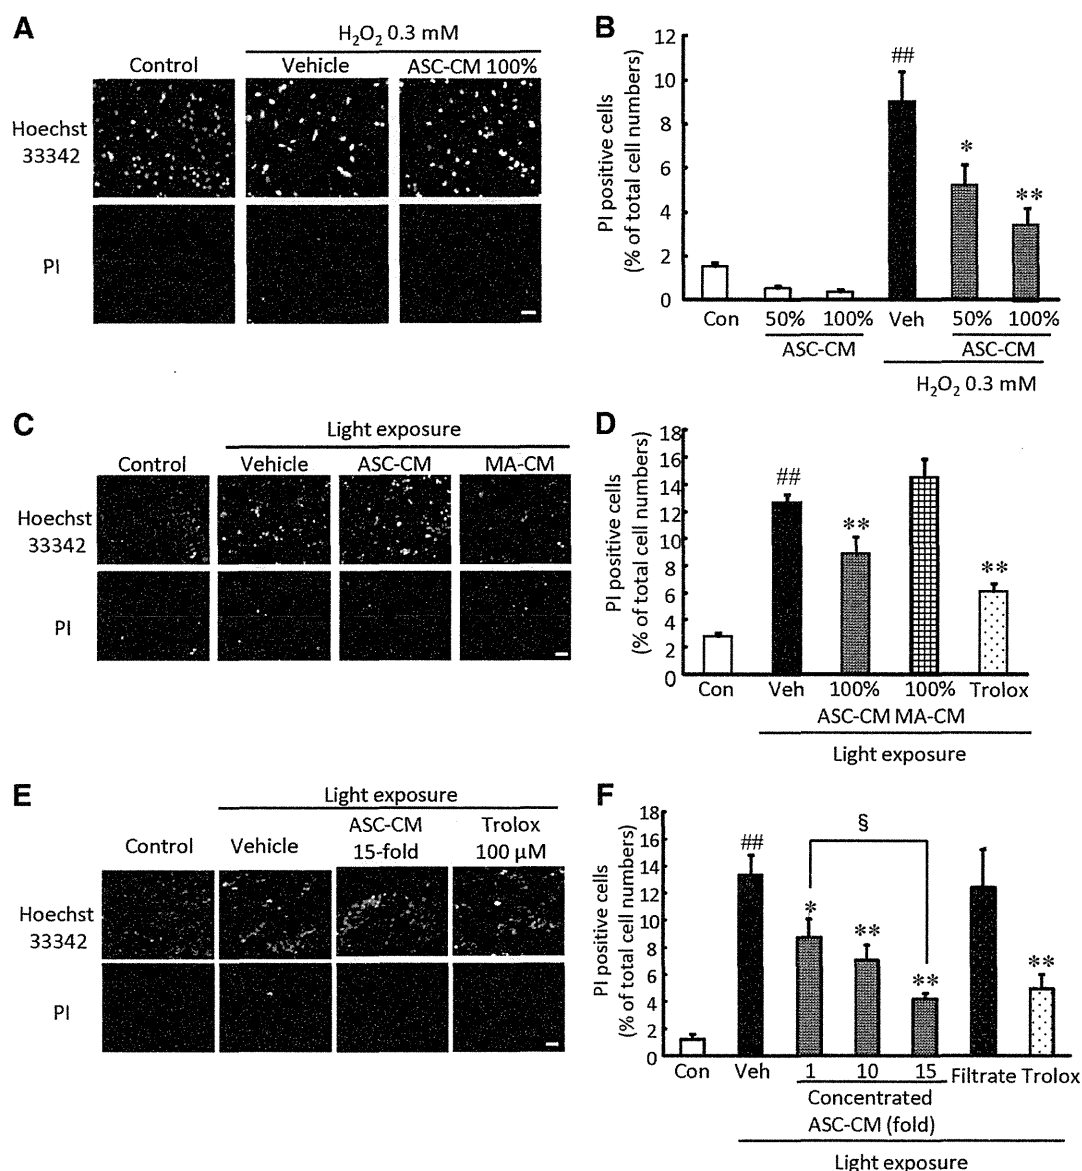 A
H₂O₂ 0.3 mM
Control Vehicle ASC-CM 100%
Hoechst
33342
PI
B
PI positive cells
(% of total cell numbers)
12
10
8
6
4
2
0
##
*
**
Con 50% 100% Veh 50% 100%
ASC-CM ASC-CM
H₂O₂ 0.3 mM
C
Light exposure
Control Vehicle ASC-CM MA-CM
Hoechst
33342
PI
D
PI positive cells
(% of total cell numbers)
18
16
14
12
10
8
6
4
2
0
##
**
**
Con Veh 100% 100% Trolox
ASC-CM MA-CM
Light exposure
E
Light exposure
Control Vehicle ASC-CM 15-fold Trolox 100 µM
Hoechst
33342
PI
F
PI positive cells
(% of total cell numbers)
18
16
14
12
10
8
6
4
2
0
##
§
*
**
**
**
Con Veh 1 10 15 Filtrate Trolox
Concentrated
ASC-CM (fold)
Light exposure